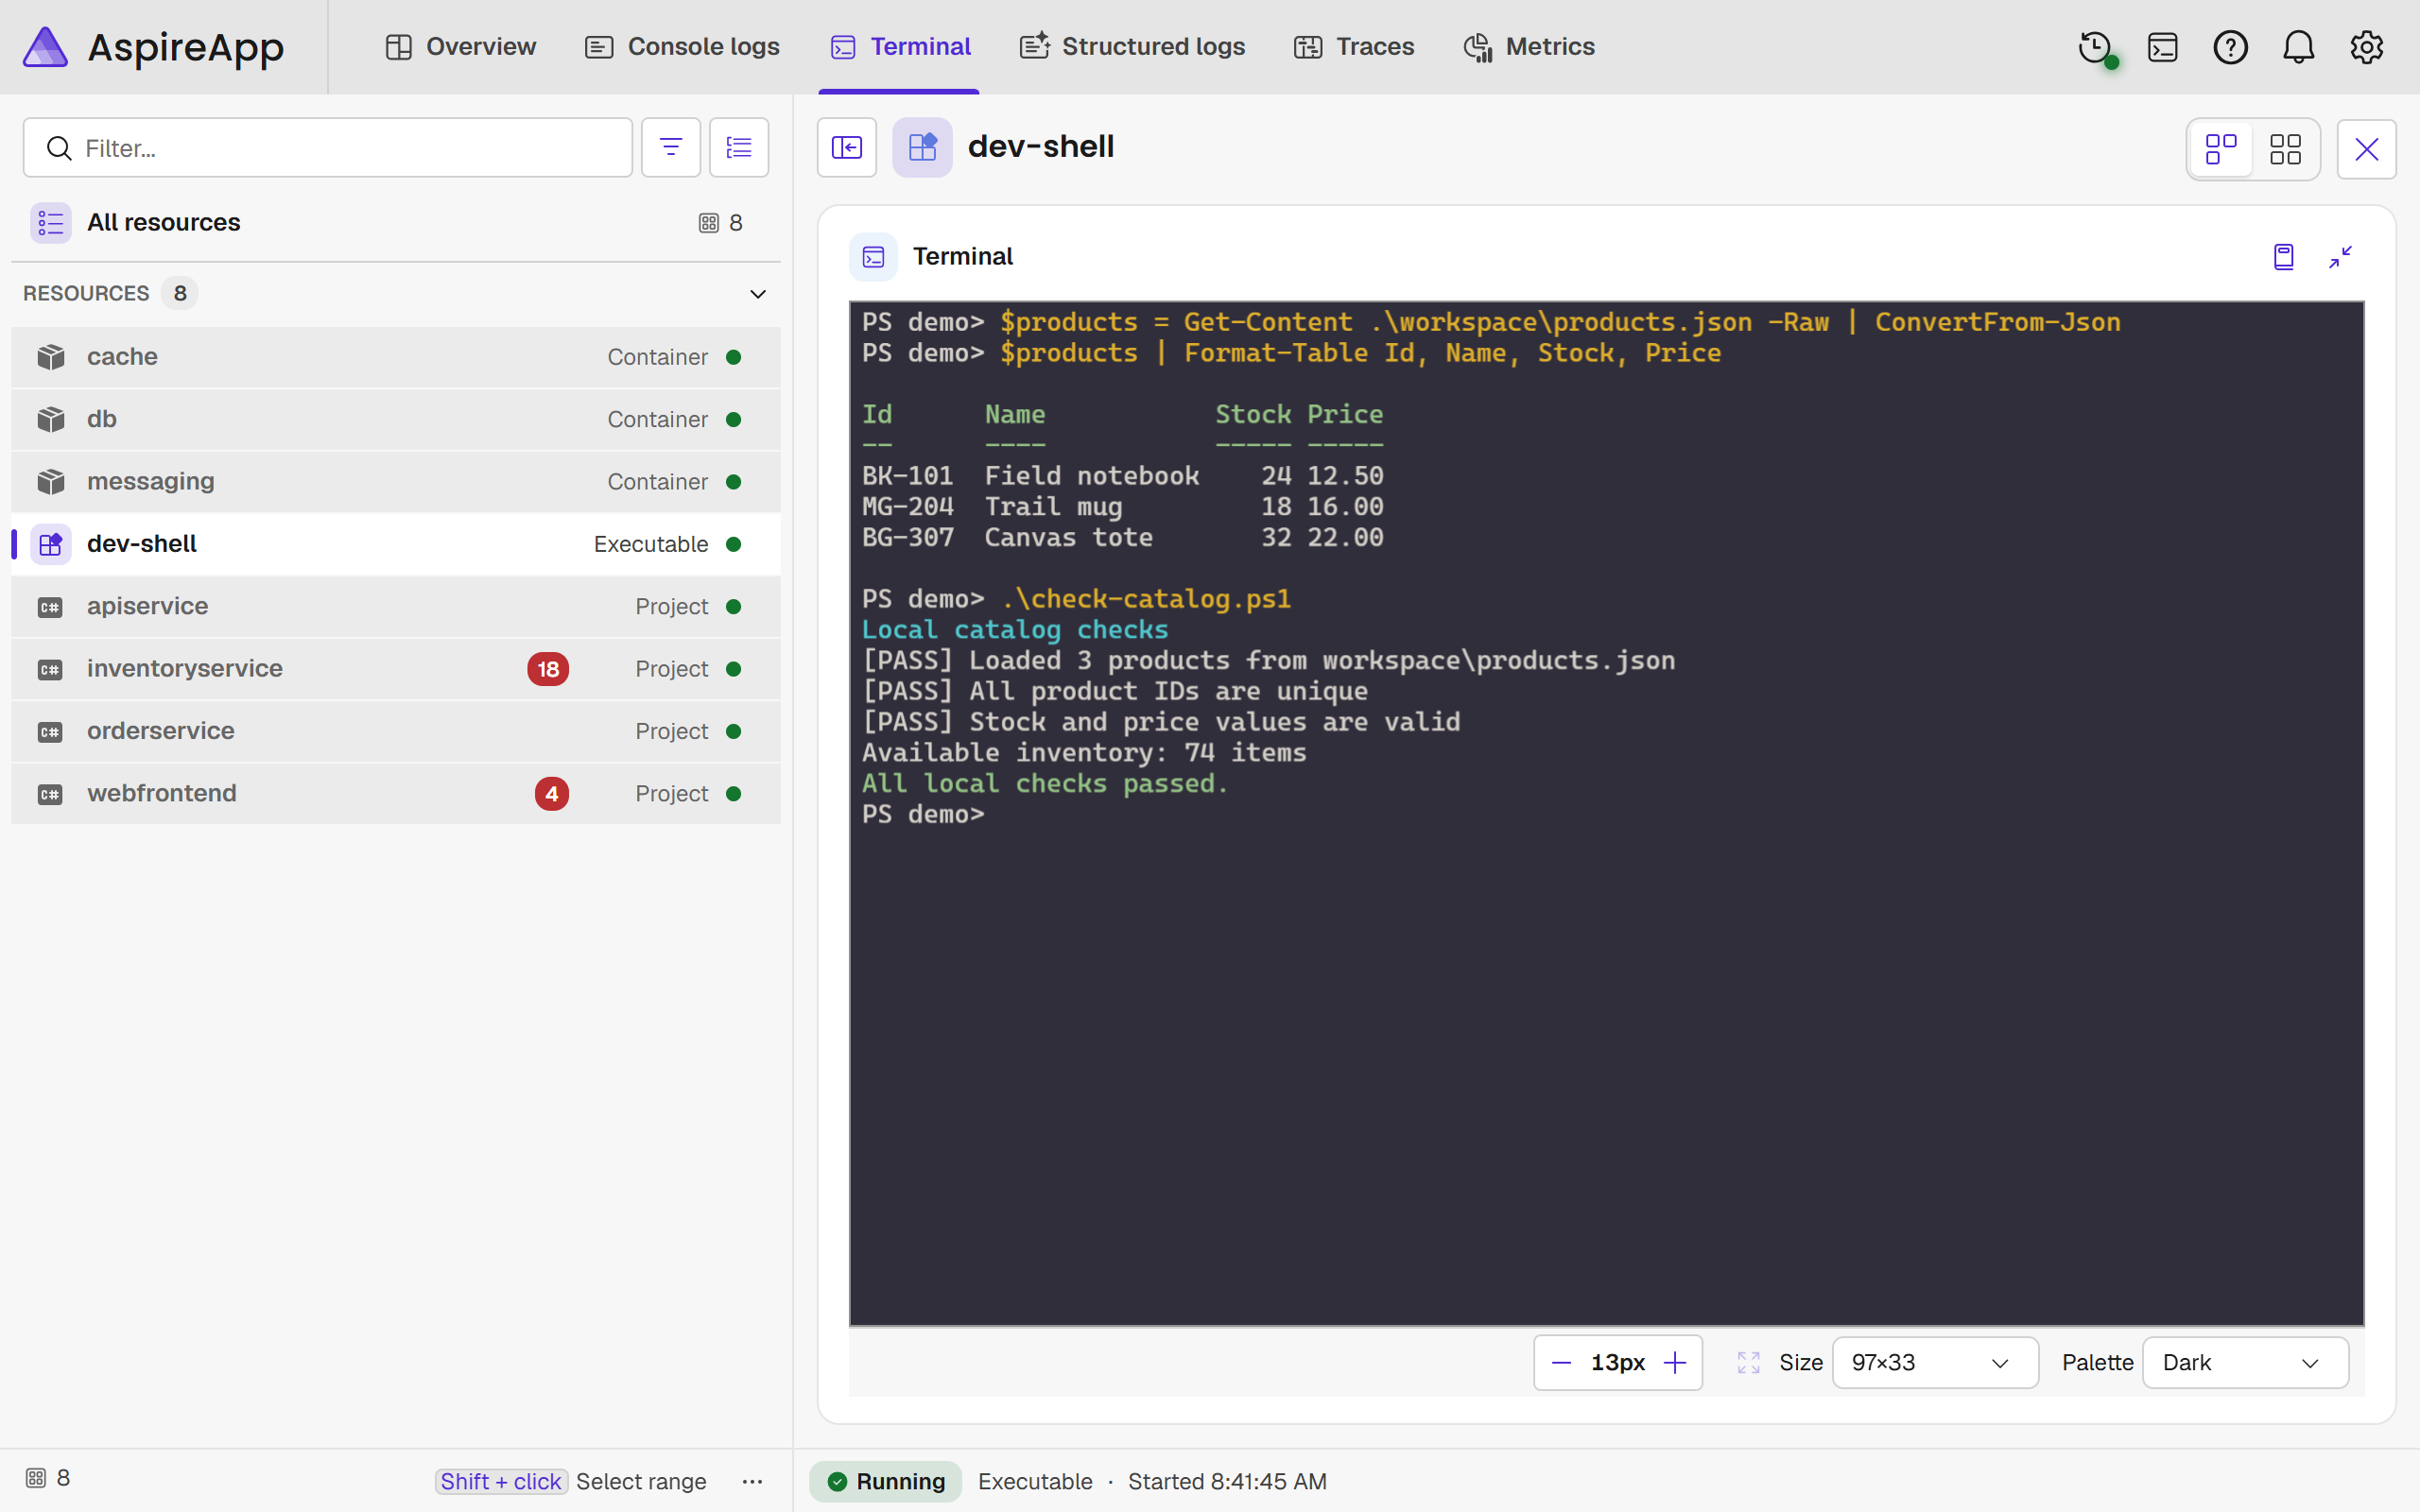 AspireApp
Overview
Console logs
Terminal
Structured logs
Traces
Metrics
Filter...
All resources
8
RESOURCES 8
cache Container
db Container
messaging Container
dev-shell Executable
C# apiservice Project
C# inventoryservice 18 Project
C# orderservice Project
C# webfrontend 4 Project
8
Shift + click Select range
dev-shell
Terminal
PS demo> $products = Get-Content .\workspace\products.json -Raw | ConvertFrom-Json
PS demo> $products | Format-Table Id, Name, Stock, Price
Id      Name           Stock Price
--      ----           ----- -----
BK-101  Field notebook    24 12.50
MG-204  Trail mug         18 16.00
BG-307  Canvas tote       32 22.00
PS demo> .\check-catalog.ps1
Local catalog checks
[PASS] Loaded 3 products from workspace\products.json
[PASS] All product IDs are unique
[PASS] Stock and price values are valid
Available inventory: 74 items
All local checks passed.
PS demo>
13px
Size 97×33
Palette Dark
Running Executable · Started 8:41:45 AM